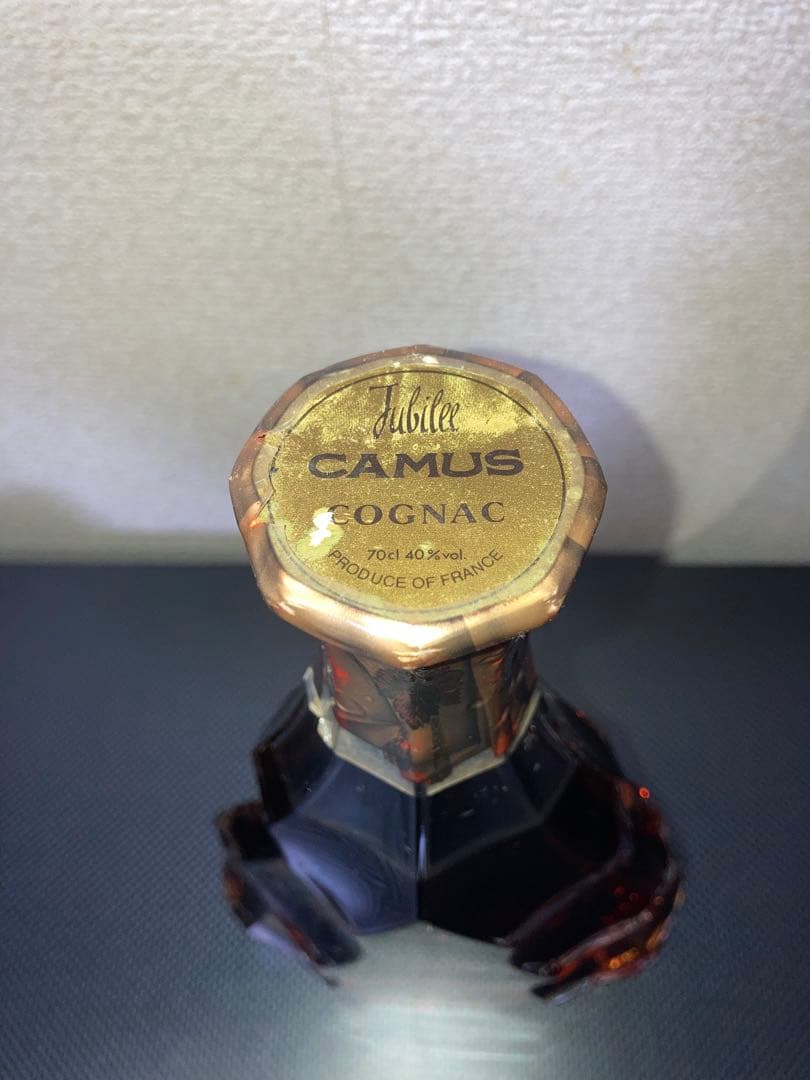 Jubilee
CAMUS
COGNAC
70cl 40%vol.
PRODUCE OF FRANCE